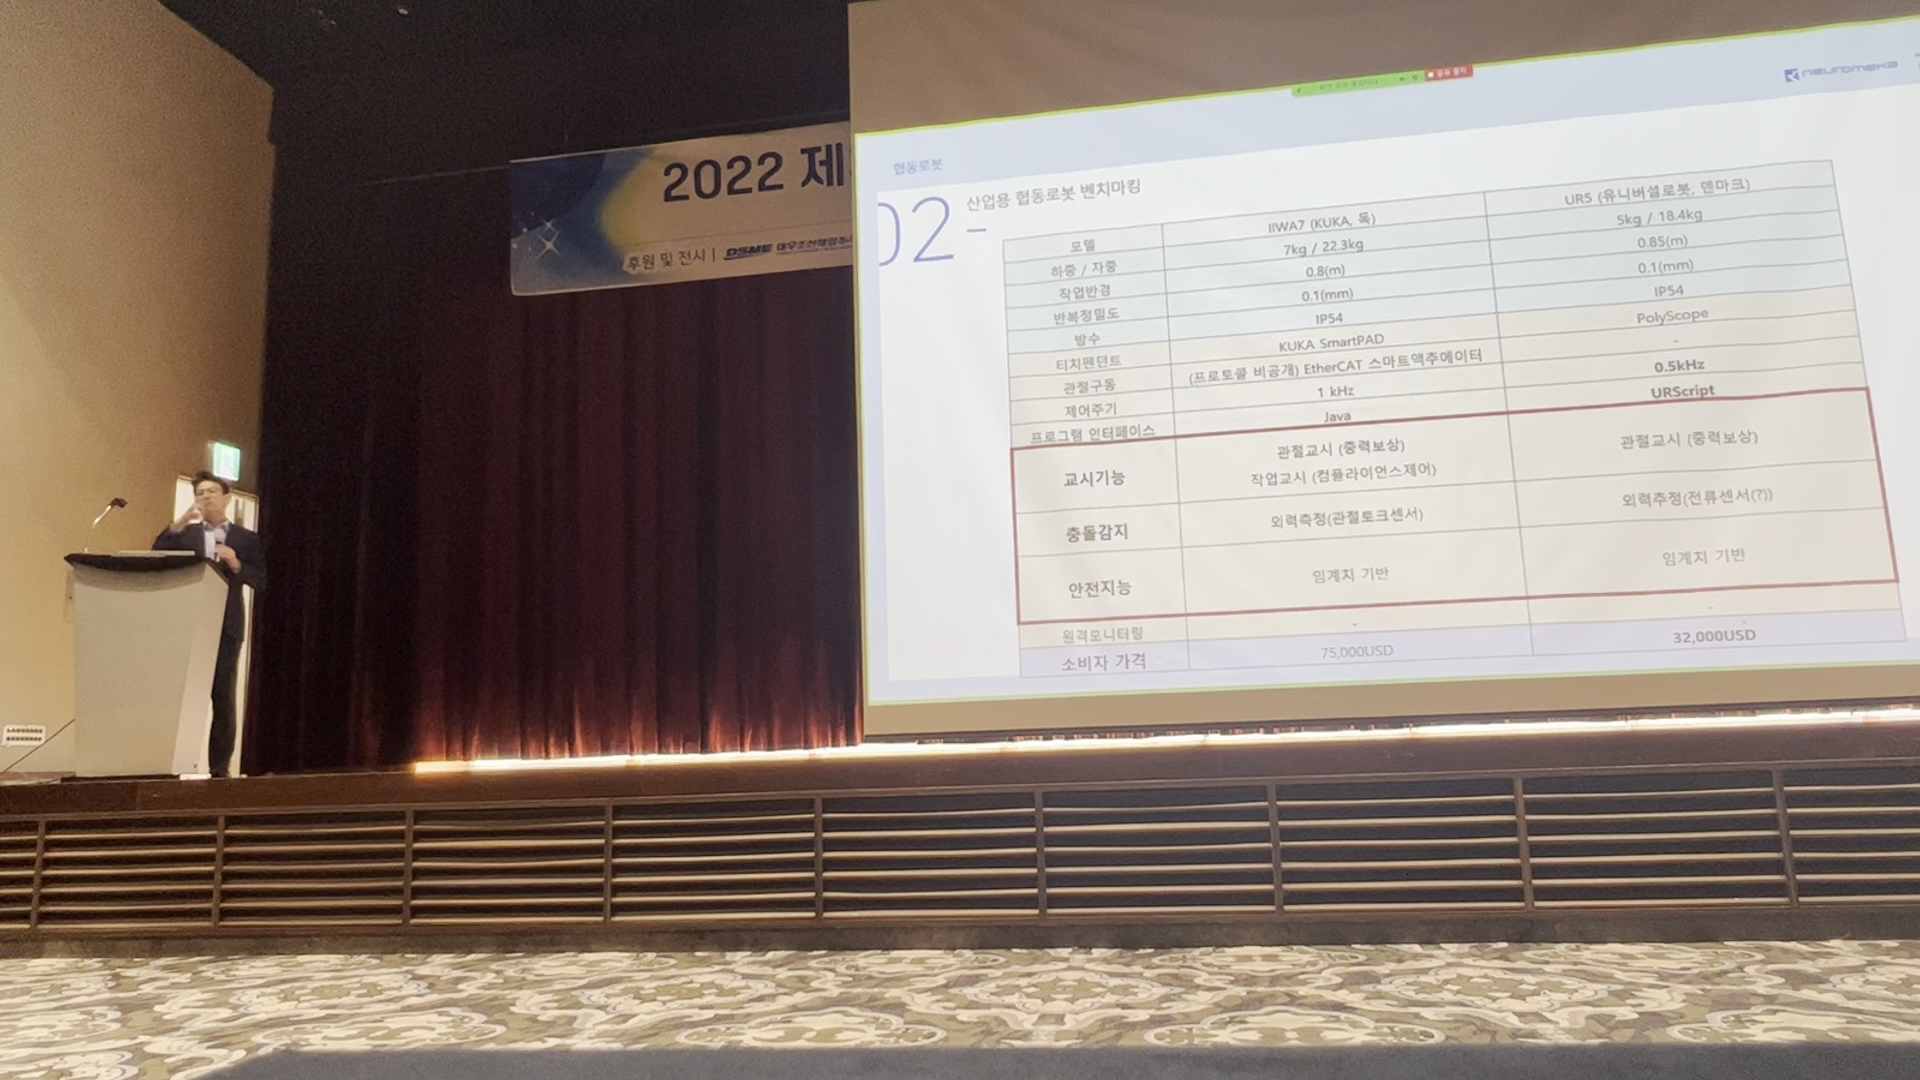 2022 제
후원 및 전시 | DSME 대우조선해양주
neuromeka
협동로봇
02
산업용 협동로봇 벤치마킹
모델 IIWA7 (KUKA, 독) UR5 (유니버설로봇, 덴마크)
하중 / 자중 7kg / 22.3kg 5kg / 18.4kg
작업반경 0.8(m) 0.85(m)
반복정밀도 0.1(mm) 0.1(mm)
방수 IP54 IP54
티치펜던트 KUKA SmartPAD PolyScope
관절구동 (프로토콜 비공개) EtherCAT 스마트액추에이터 -
제어주기 1 kHz 0.5kHz
프로그램 인터페이스 Java URScript
교시기능 관절교시 (중력보상) 관절교시 (중력보상)
작업교시 (컴플라이언스제어)
충돌감지 외력측정(관절토크센서) 외력추정(전류센서(?))
안전지능 임계치 기반 임계치 기반
원격모니터링 - -
소비자 가격 75,000USD 32,000USD